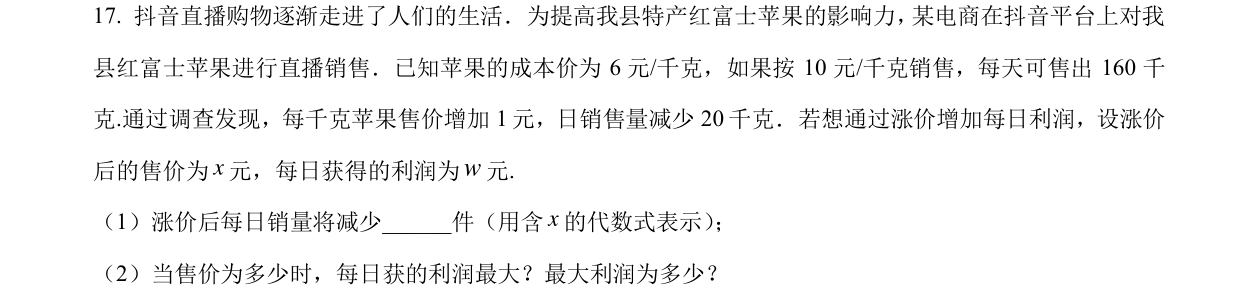 17. 抖音直播购物逐渐走进了人们的生活．为提高我县特产红富士苹果的影响力，某电商在抖音平台上对我
县红富士苹果进行直播销售．已知苹果的成本价为 6 元/千克，如果按 10 元/千克销售，每天可售出 160 千
克.通过调查发现，每千克苹果售价增加 1 元，日销售量减少 20 千克．若想通过涨价增加每日利润，设涨价
后的售价为 x 元，每日获得的利润为 w 元.
（1）涨价后每日销量将减少______件（用含 x 的代数式表示）；
（2）当售价为多少时，每日获的利润最大？最大利润为多少？